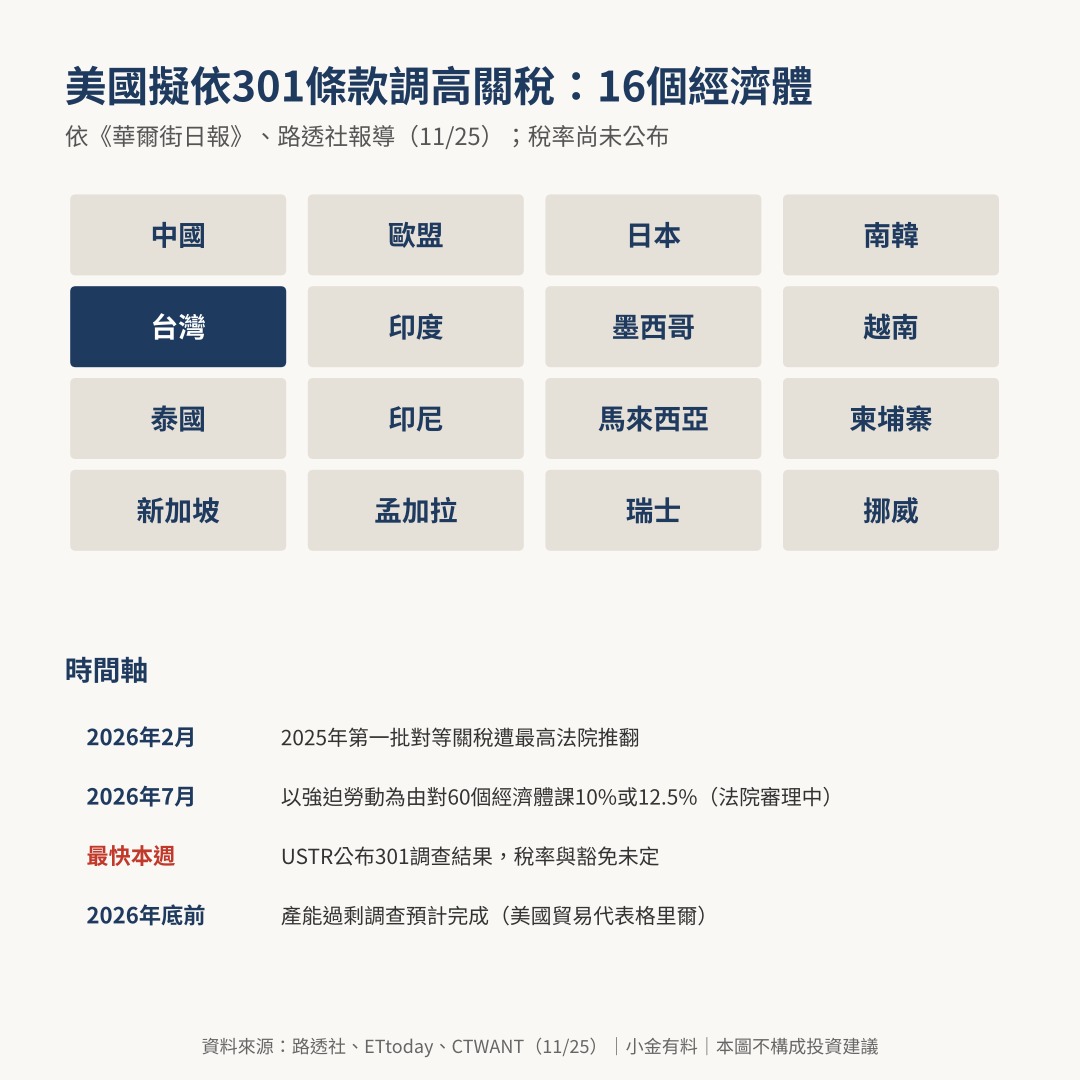 美國擬依301條款調高關稅：16個經濟體
依《華爾街日報》、路透社報導（11/25）；稅率尚未公布
中國 歐盟 日本 南韓
台灣 印度 墨西哥 越南
泰國 印尼 馬來西亞 柬埔寨
新加坡 孟加拉 瑞士 挪威
時間軸
2026年2月 2025年第一批對等關稅遭最高法院推翻
2026年7月 以強迫勞動為由對60個經濟體課10%或12.5%（法院審理中）
最快本週 USTR公布301調查結果，稅率與豁免未定
2026年底前 產能過剩調查預計完成（美國貿易代表格里爾）
資料來源：路透社、ETtoday、CTWANT（11/25）｜小金有料｜本圖不構成投資建議